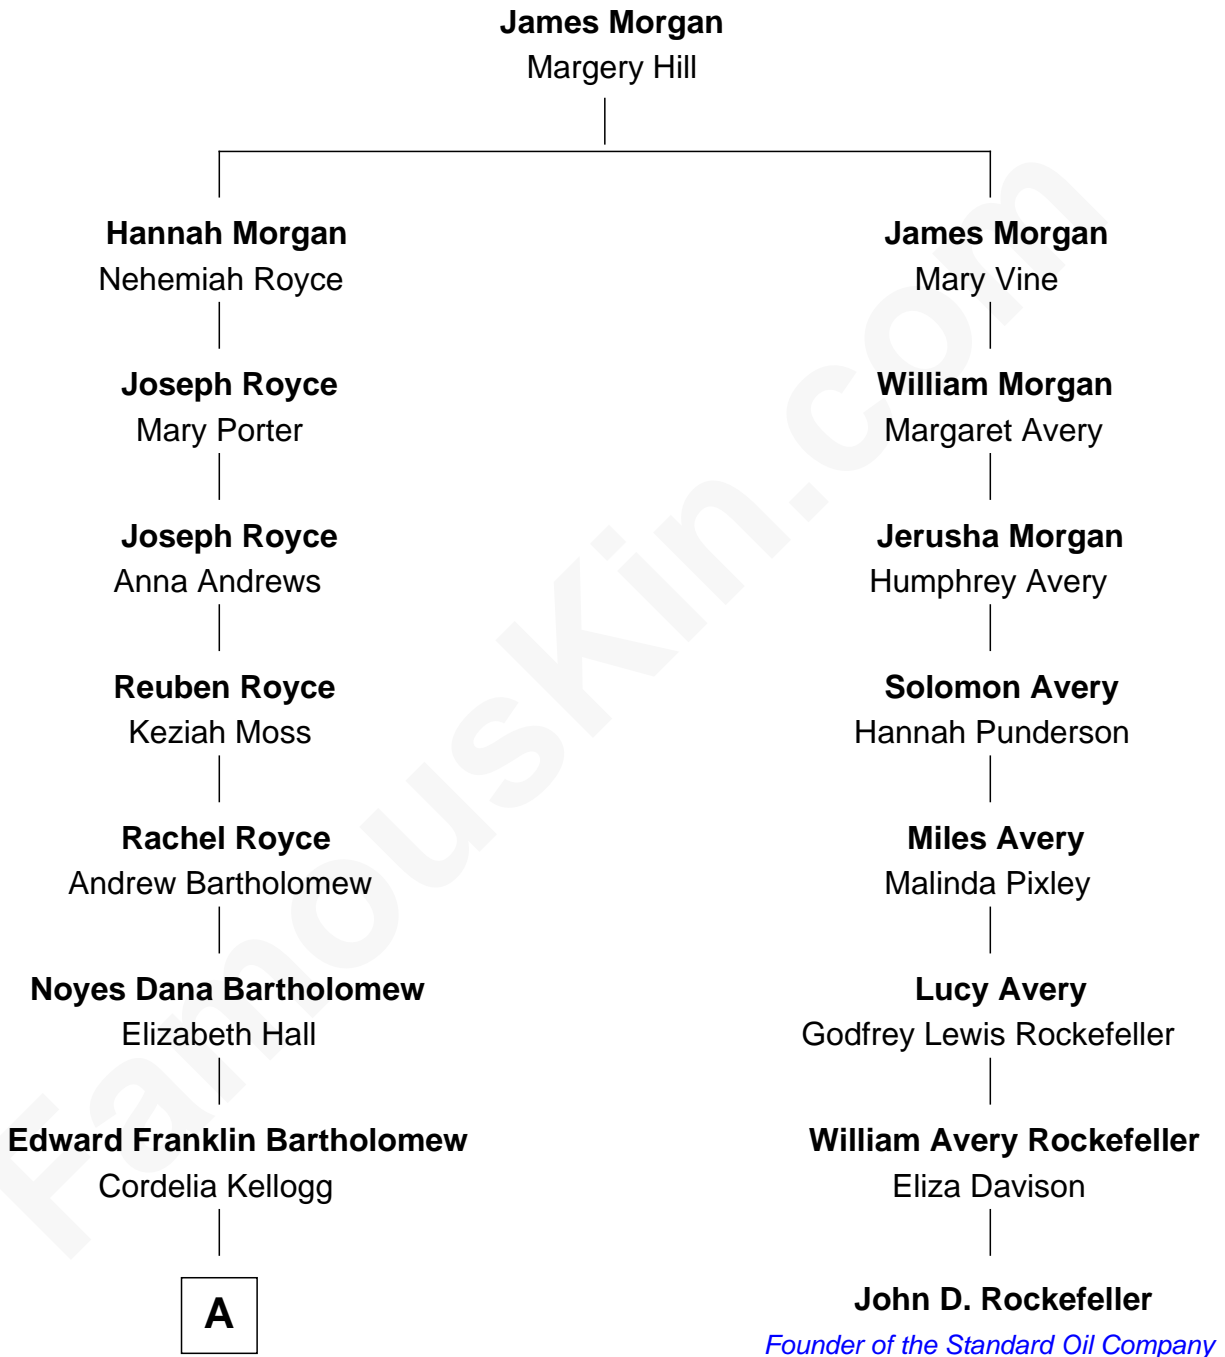 James Morgan
Margery Hill
Hannah Morgan
Nehemiah Royce
James Morgan
Mary Vine
Joseph Royce
Mary Porter
William Morgan
Margaret Avery
Joseph Royce
Anna Andrews
Jerusha Morgan
Humphrey Avery
Reuben Royce
Keziah Moss
Solomon Avery
Hannah Punderson
Rachel Royce
Andrew Bartholomew
Miles Avery
Malinda Pixley
Noyes Dana Bartholomew
Elizabeth Hall
Lucy Avery
Godfrey Lewis Rockefeller
Edward Franklin Bartholomew
Cordelia Kellogg
William Avery Rockefeller
Eliza Davison
A
John D. Rockefeller
Founder of the Standard Oil Company
FamousKin.com